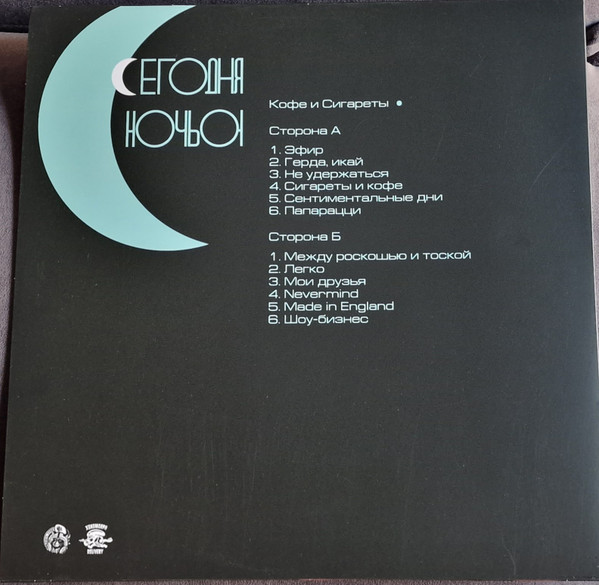 СЕГОДНЯ
НОЧЬЮ
Кофе и Сигареты
Сторона А
1. Эфир
2. Герда, икай
3. Не удержаться
4. Сигареты и кофе
5. Сентиментальные дни
6. Папарацци
Сторона Б
1. Между роскошью и тоской
2. Легко
3. Мои друзья
4. Nevermind
5. Made in England
6. Шоу-бизнес
DELIVERY